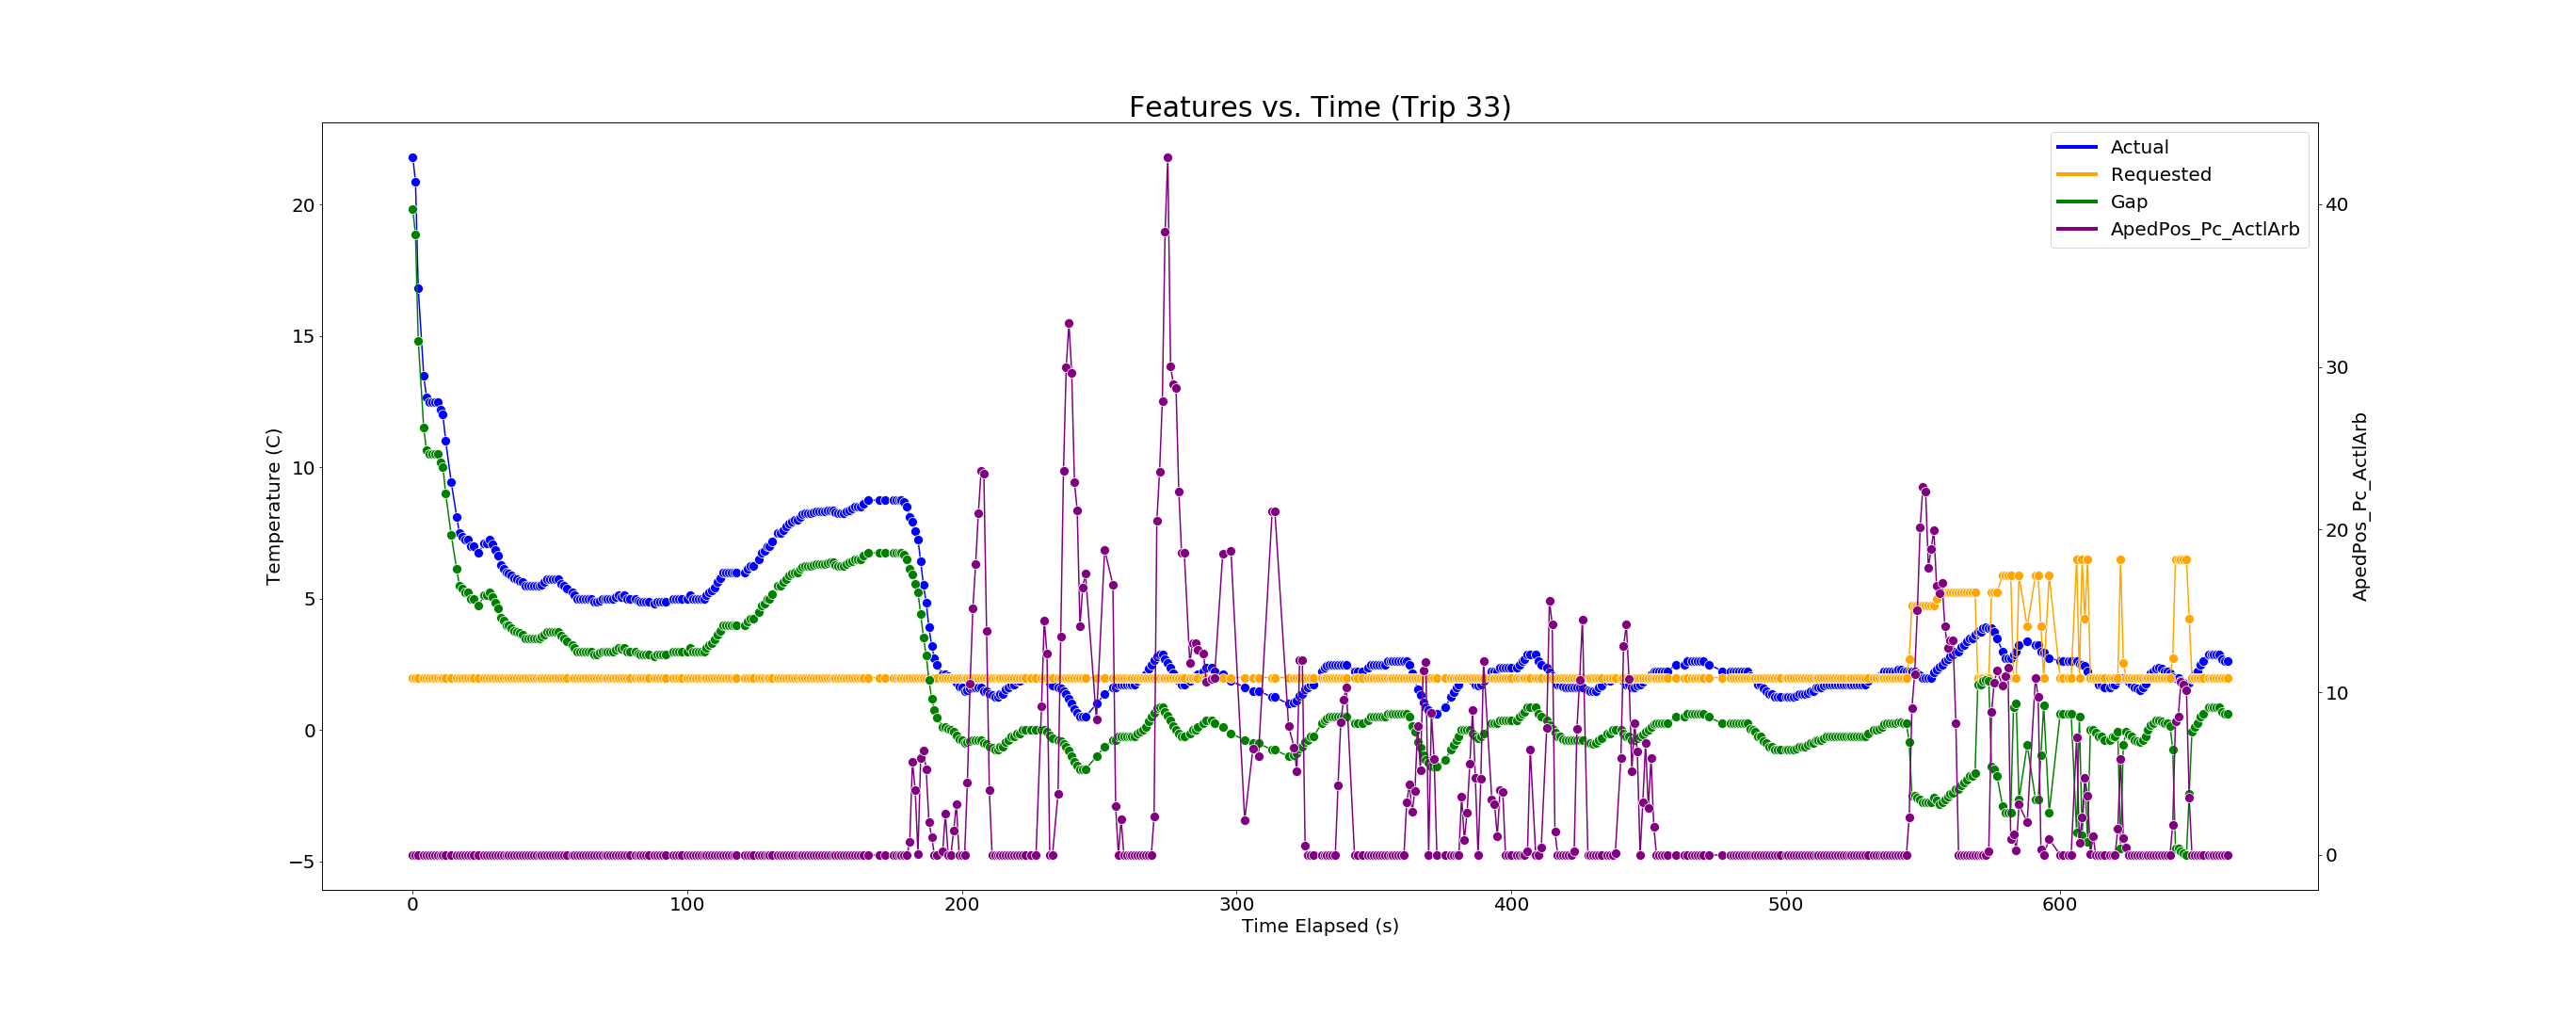 Features vs. Time (Trip 33)
Actual
Requested
Gap
ApedPos_Pc_ActlArb
Temperature (C)
20
15
10
5
0
−5
40
30
20
10
0
ApedPos_Pc_ActlArb
0 100 200 300 400 500 600
Time Elapsed (s)